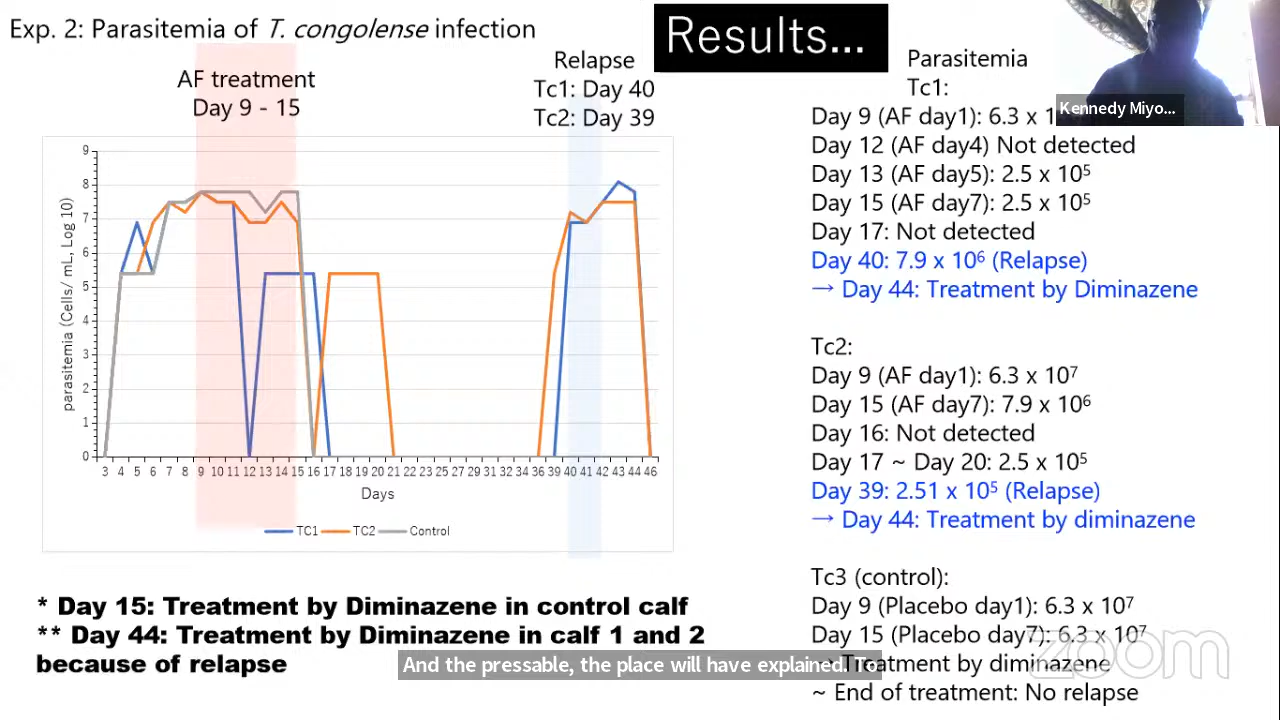 Exp. 2: Parasitemia of T. congolense infection
Results...
AF treatment
Day 9 - 15
Relapse
Tc1: Day 40
Tc2: Day 39
9
8
7
6
5
4
3
2
1
0
parasitemia (Cells/ mL, Log 10)
3 4 5 6 7 8 9 10 11 12 13 14 15 16 17 18 19 20 21 22 23 25 27 29 31 32 34 36 39 40 41 42 43 44 46
Days
TC1 TC2 Control
* Day 15: Treatment by Diminazene in control calf
** Day 44: Treatment by Diminazene in calf 1 and 2
because of relapse
Parasitemia
Tc1:
Day 9 (AF day1): 6.3 x 1
Day 12 (AF day4) Not detected
Day 13 (AF day5): 2.5 x 10⁵
Day 15 (AF day7): 2.5 x 10⁵
Day 17: Not detected
Day 40: 7.9 x 10⁶ (Relapse)
→ Day 44: Treatment by Diminazene
Tc2:
Day 9 (AF day1): 6.3 x 10⁷
Day 15 (AF day7): 7.9 x 10⁶
Day 16: Not detected
Day 17 ~ Day 20: 2.5 x 10⁵
Day 39: 2.51 x 10⁵ (Relapse)
→ Day 44: Treatment by diminazene
Tc3 (control):
Day 9 (Placebo day1): 6.3 x 10⁷
Day 15 (Placebo day7): 6.3 x 10⁷
Treatment by diminazene
~ End of treatment: No relapse
Kennedy Miyo...
And the pressable, the place will have explained. To
zoom